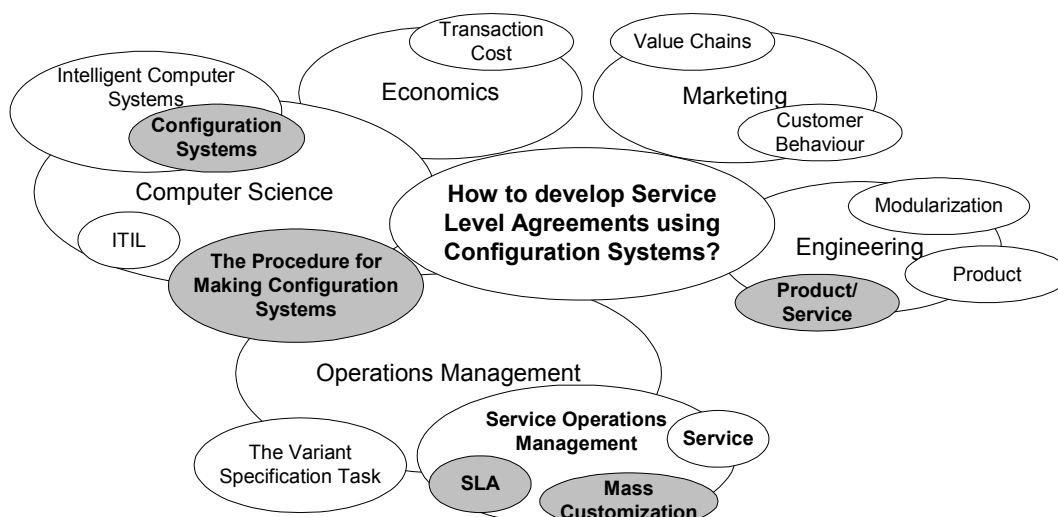 Transaction
Cost
Value Chains
Intelligent Computer
Systems
Economics
Marketing
Configuration
Systems
Customer
Behaviour
Computer Science
How to develop Service
Level Agreements using
Configuration Systems?
Modularization
ITIL
Engineering
The Procedure for
Making Configuration
Systems
Product
Product/
Service
Operations Management
Service Operations
Management
Service
The Variant
Specification Task
SLA
Mass
Customization